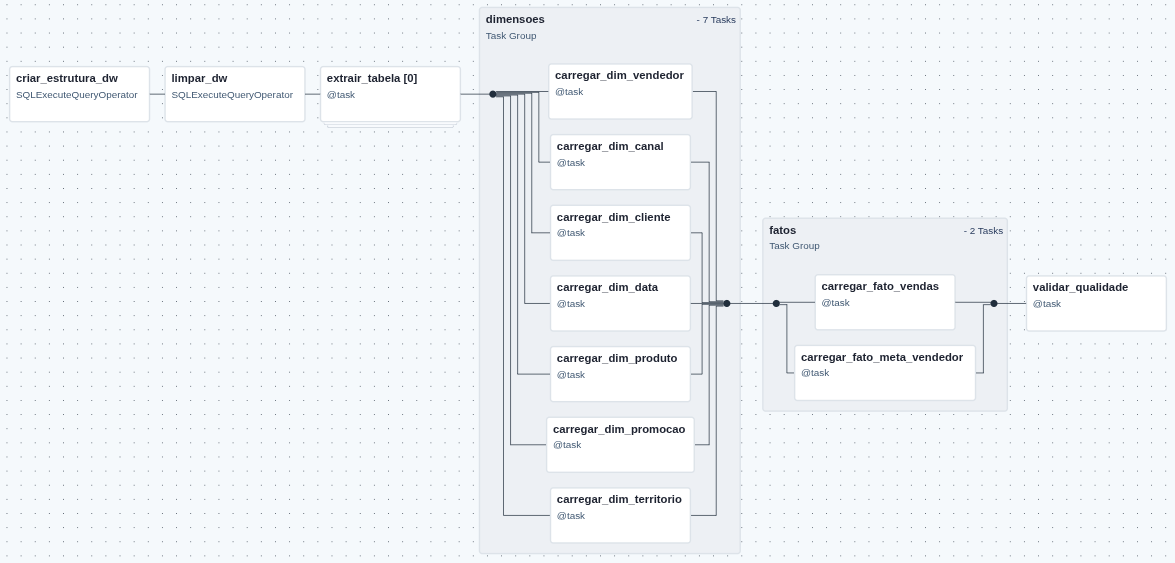 criar_estrutura_dw
SQLExecuteQueryOperator
limpar_dw
SQLExecuteQueryOperator
extrair_tabela [0]
@task
dimensoes
- 7 Tasks
Task Group
carregar_dim_vendedor
@task
carregar_dim_canal
@task
carregar_dim_cliente
@task
carregar_dim_data
@task
carregar_dim_produto
@task
carregar_dim_promocao
@task
carregar_dim_territorio
@task
fatos
- 2 Tasks
Task Group
carregar_fato_vendas
@task
carregar_fato_meta_vendedor
@task
validar_qualidade
@task